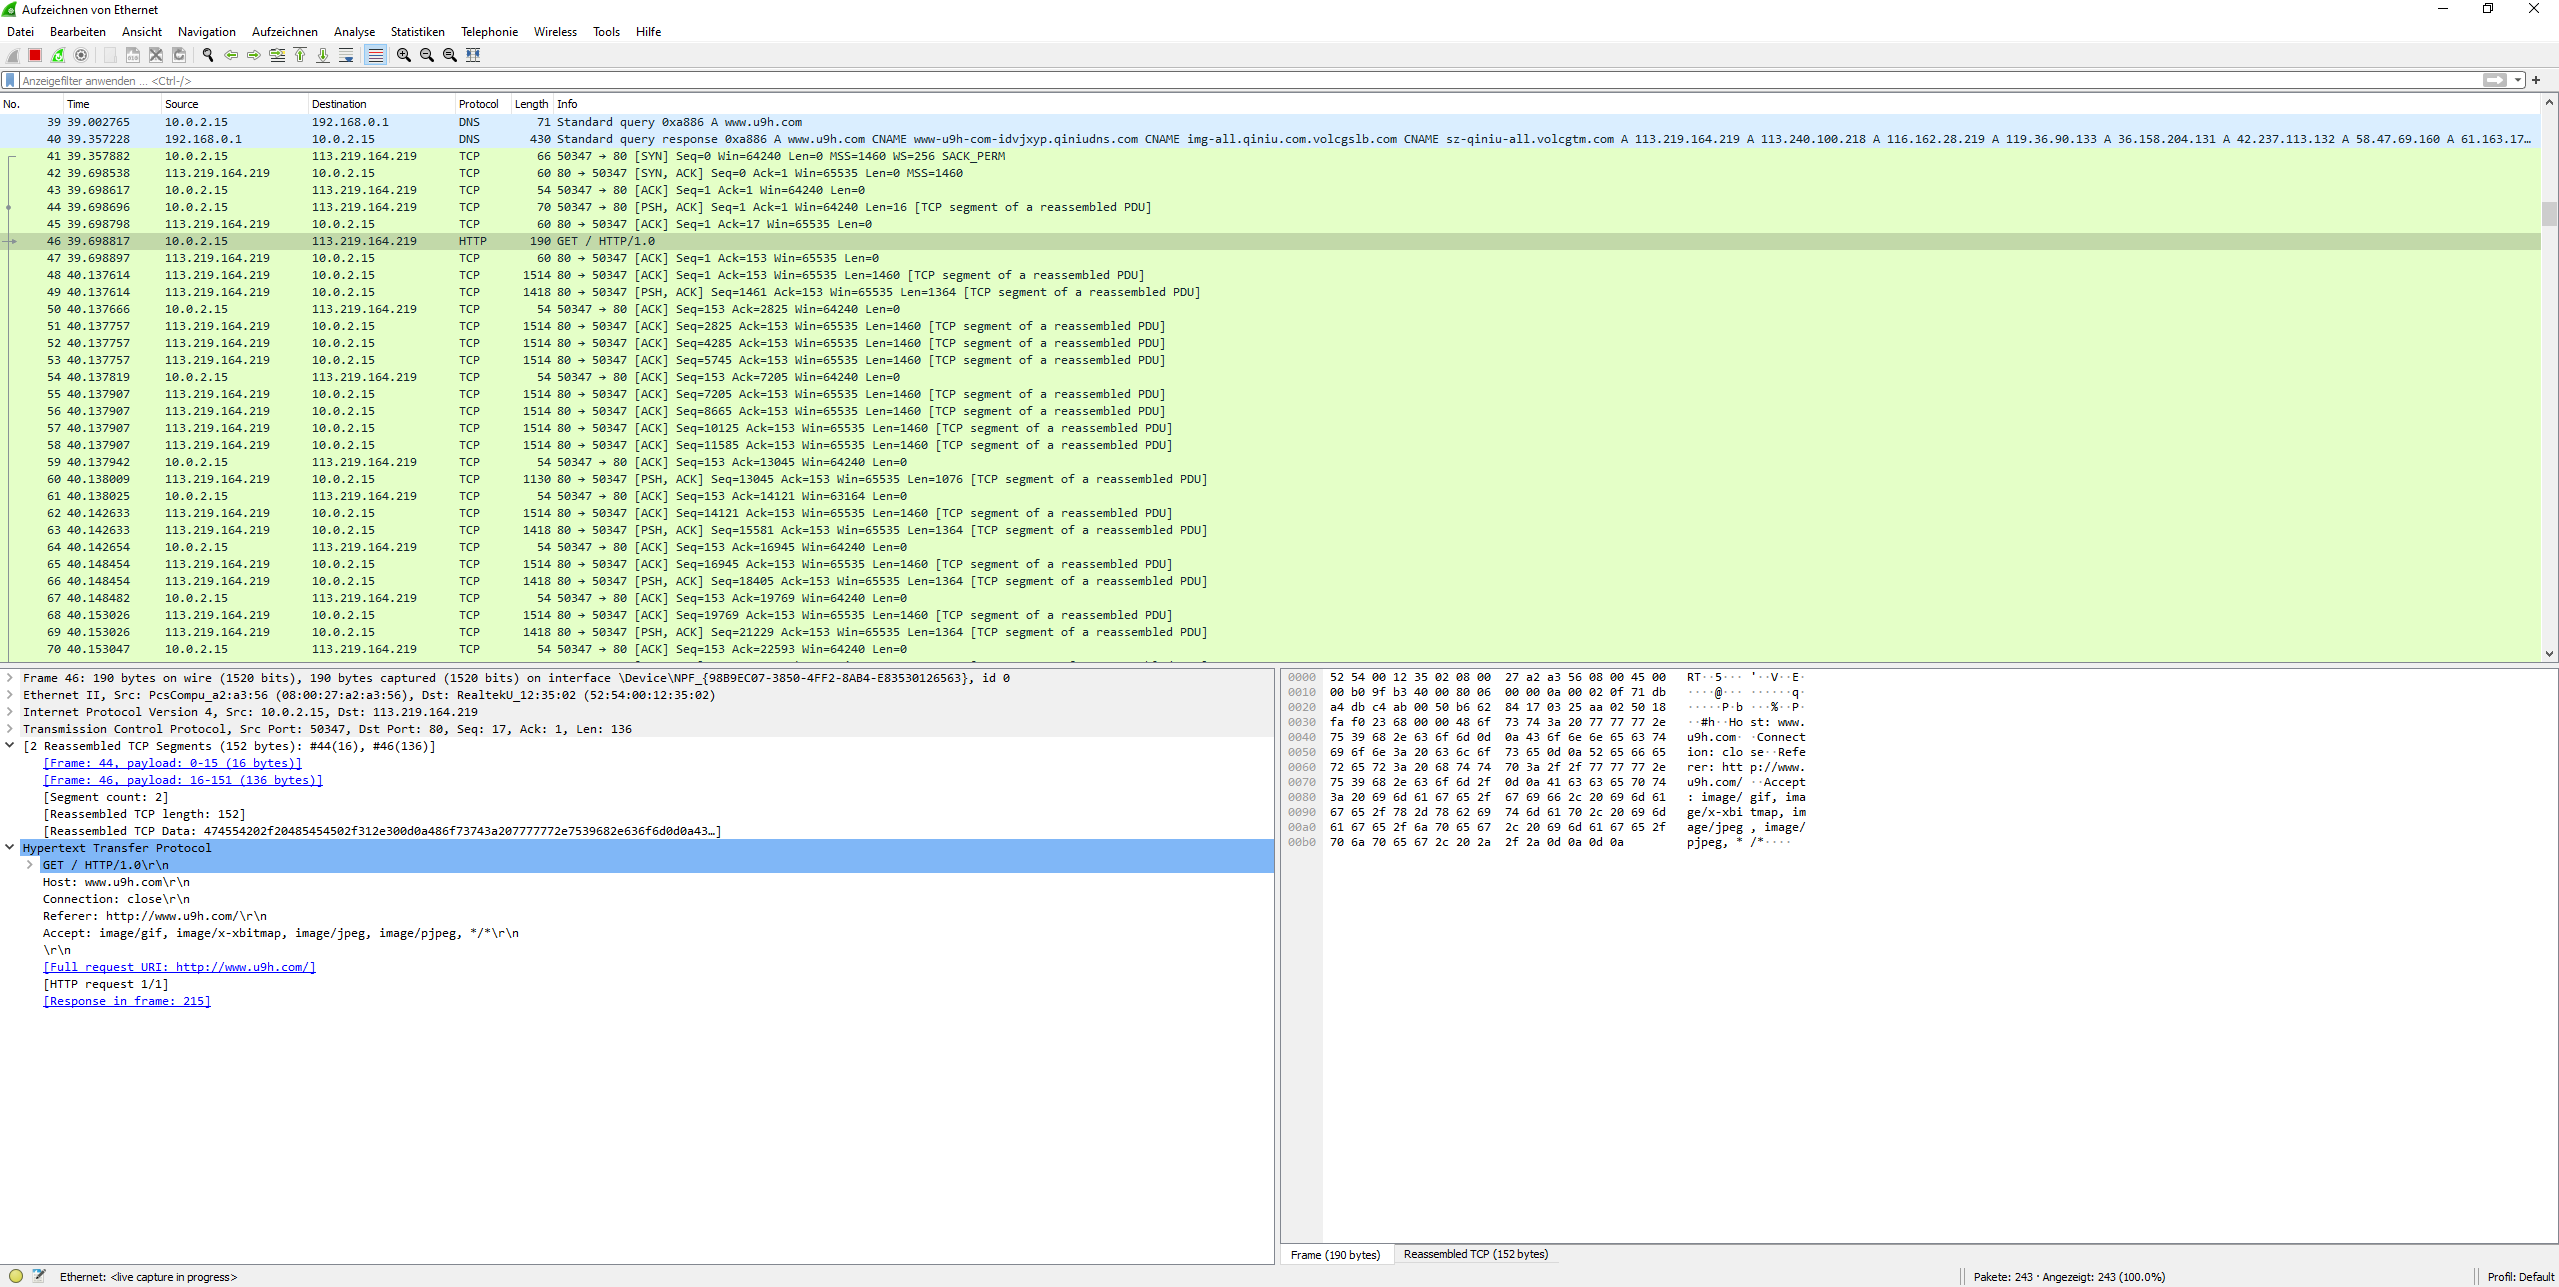 Aufzeichnen von Ethernet
Datei Bearbeiten Ansicht Navigation Aufzeichnen Analyse Statistiken Telephonie Wireless Tools Hilfe
Anzeigefilter anwenden ... <Ctrl-/>
No. Time Source Destination Protocol Length Info
39 39.002765 10.0.2.15 192.168.0.1 DNS 71 Standard query 0xa886 A www.u9h.com
40 39.357228 192.168.0.1 10.0.2.15 DNS 430 Standard query response 0xa886 A www.u9h.com CNAME www-u9h-com-idvjxyp.qiniudns.com CNAME img-all.qiniu.com.volcgslb.com CNAME sz-qiniu-all.volcgtm.com A 113.219.164.219 A 113.240.100.218 A 116.162.28.219 A 119.36.90.133 A 36.158.204.131 A 42.237.113.132 A 58.47.69.160 A 61.163.17…
41 39.357882 10.0.2.15 113.219.164.219 TCP 66 50347 → 80 [SYN] Seq=0 Win=64240 Len=0 MSS=1460 WS=256 SACK_PERM
42 39.698538 113.219.164.219 10.0.2.15 TCP 60 80 → 50347 [SYN, ACK] Seq=0 Ack=1 Win=65535 Len=0 MSS=1460
43 39.698617 10.0.2.15 113.219.164.219 TCP 54 50347 → 80 [ACK] Seq=1 Ack=1 Win=64240 Len=0
44 39.698696 10.0.2.15 113.219.164.219 TCP 70 50347 → 80 [PSH, ACK] Seq=1 Ack=1 Win=64240 Len=16 [TCP segment of a reassembled PDU]
45 39.698798 113.219.164.219 10.0.2.15 TCP 60 80 → 50347 [ACK] Seq=1 Ack=17 Win=65535 Len=0
46 39.698817 10.0.2.15 113.219.164.219 HTTP 190 GET / HTTP/1.0
47 39.698897 113.219.164.219 10.0.2.15 TCP 60 80 → 50347 [ACK] Seq=1 Ack=153 Win=65535 Len=0
48 40.137614 113.219.164.219 10.0.2.15 TCP 1514 80 → 50347 [ACK] Seq=1 Ack=153 Win=65535 Len=1460 [TCP segment of a reassembled PDU]
49 40.137614 113.219.164.219 10.0.2.15 TCP 1418 80 → 50347 [PSH, ACK] Seq=1461 Ack=153 Win=65535 Len=1364 [TCP segment of a reassembled PDU]
50 40.137666 10.0.2.15 113.219.164.219 TCP 54 50347 → 80 [ACK] Seq=153 Ack=2825 Win=64240 Len=0
51 40.137757 113.219.164.219 10.0.2.15 TCP 1514 80 → 50347 [ACK] Seq=2825 Ack=153 Win=65535 Len=1460 [TCP segment of a reassembled PDU]
52 40.137757 113.219.164.219 10.0.2.15 TCP 1514 80 → 50347 [ACK] Seq=4285 Ack=153 Win=65535 Len=1460 [TCP segment of a reassembled PDU]
53 40.137757 113.219.164.219 10.0.2.15 TCP 1514 80 → 50347 [ACK] Seq=5745 Ack=153 Win=65535 Len=1460 [TCP segment of a reassembled PDU]
54 40.137819 10.0.2.15 113.219.164.219 TCP 54 50347 → 80 [ACK] Seq=153 Ack=7205 Win=64240 Len=0
55 40.137907 113.219.164.219 10.0.2.15 TCP 1514 80 → 50347 [ACK] Seq=7205 Ack=153 Win=65535 Len=1460 [TCP segment of a reassembled PDU]
56 40.137907 113.219.164.219 10.0.2.15 TCP 1514 80 → 50347 [ACK] Seq=8665 Ack=153 Win=65535 Len=1460 [TCP segment of a reassembled PDU]
57 40.137907 113.219.164.219 10.0.2.15 TCP 1514 80 → 50347 [ACK] Seq=10125 Ack=153 Win=65535 Len=1460 [TCP segment of a reassembled PDU]
58 40.137907 113.219.164.219 10.0.2.15 TCP 1514 80 → 50347 [ACK] Seq=11585 Ack=153 Win=65535 Len=1460 [TCP segment of a reassembled PDU]
59 40.137942 10.0.2.15 113.219.164.219 TCP 54 50347 → 80 [ACK] Seq=153 Ack=13045 Win=64240 Len=0
60 40.138009 113.219.164.219 10.0.2.15 TCP 1130 80 → 50347 [PSH, ACK] Seq=13045 Ack=153 Win=65535 Len=1076 [TCP segment of a reassembled PDU]
61 40.138025 10.0.2.15 113.219.164.219 TCP 54 50347 → 80 [ACK] Seq=153 Ack=14121 Win=63164 Len=0
62 40.142633 113.219.164.219 10.0.2.15 TCP 1514 80 → 50347 [ACK] Seq=14121 Ack=153 Win=65535 Len=1460 [TCP segment of a reassembled PDU]
63 40.142633 113.219.164.219 10.0.2.15 TCP 1418 80 → 50347 [PSH, ACK] Seq=15581 Ack=153 Win=65535 Len=1364 [TCP segment of a reassembled PDU]
64 40.142654 10.0.2.15 113.219.164.219 TCP 54 50347 → 80 [ACK] Seq=153 Ack=16945 Win=64240 Len=0
65 40.148454 113.219.164.219 10.0.2.15 TCP 1514 80 → 50347 [ACK] Seq=16945 Ack=153 Win=65535 Len=1460 [TCP segment of a reassembled PDU]
66 40.148454 113.219.164.219 10.0.2.15 TCP 1418 80 → 50347 [PSH, ACK] Seq=18405 Ack=153 Win=65535 Len=1364 [TCP segment of a reassembled PDU]
67 40.148482 10.0.2.15 113.219.164.219 TCP 54 50347 → 80 [ACK] Seq=153 Ack=19769 Win=64240 Len=0
68 40.153026 113.219.164.219 10.0.2.15 TCP 1514 80 → 50347 [ACK] Seq=19769 Ack=153 Win=65535 Len=1460 [TCP segment of a reassembled PDU]
69 40.153026 113.219.164.219 10.0.2.15 TCP 1418 80 → 50347 [PSH, ACK] Seq=21229 Ack=153 Win=65535 Len=1364 [TCP segment of a reassembled PDU]
70 40.153047 10.0.2.15 113.219.164.219 TCP 54 50347 → 80 [ACK] Seq=153 Ack=22593 Win=64240 Len=0
Frame 46: 190 bytes on wire (1520 bits), 190 bytes captured (1520 bits) on interface \Device\NPF_{98B9EC07-3850-4FF2-8AB4-E83530126563}, id 0
Ethernet II, Src: PcsCompu_a2:a3:56 (08:00:27:a2:a3:56), Dst: RealtekU_12:35:02 (52:54:00:12:35:02)
Internet Protocol Version 4, Src: 10.0.2.15, Dst: 113.219.164.219
Transmission Control Protocol, Src Port: 50347, Dst Port: 80, Seq: 17, Ack: 1, Len: 136
[2 Reassembled TCP Segments (152 bytes): #44(16), #46(136)]
[Frame: 44, payload: 0-15 (16 bytes)]
[Frame: 46, payload: 16-151 (136 bytes)]
[Segment count: 2]
[Reassembled TCP length: 152]
[Reassembled TCP Data: 474554202f20485454502f312e300d0a486f73743a207777772e7539682e636f6d0d0a43…]
Hypertext Transfer Protocol
GET / HTTP/1.0\r\n
Host: www.u9h.com\r\n
Connection: close\r\n
Referer: http://www.u9h.com/\r\n
Accept: image/gif, image/x-xbitmap, image/jpeg, image/pjpeg, */*\r\n
\r\n
[Full request URI: http://www.u9h.com/]
[HTTP request 1/1]
[Response in frame: 215]
0000 52 54 00 12 35 02 08 00 27 a2 a3 56 08 00 45 00 RT··5···'··V··E·
0010 00 b0 9f b3 40 00 80 06 00 00 0a 00 02 0f 71 db ····@·········q·
0020 a4 db c4 ab 00 50 b6 62 84 17 03 25 aa 02 50 18 ·····P·b···%··P·
0030 fa f0 23 68 00 00 48 6f 73 74 3a 20 77 77 77 2e ··#h··Host: www.
0040 75 39 68 2e 63 6f 6d 0d 0a 43 6f 6e 6e 65 63 74 u9h.com··Connect
0050 69 6f 6e 3a 20 63 6c 6f 73 65 0d 0a 52 65 66 65 ion: close··Refe
0060 72 65 72 3a 20 68 74 74 70 3a 2f 2f 77 77 77 2e rer: http://www.
0070 75 39 68 2e 63 6f 6d 2f 0d 0a 41 63 63 65 70 74 u9h.com/··Accept
0080 3a 20 69 6d 61 67 65 2f 67 69 66 2c 20 69 6d 61 : image/gif, ima
0090 67 65 2f 78 2d 78 62 69 74 6d 61 70 2c 20 69 6d ge/x-xbitmap, im
00a0 61 67 65 2f 6a 70 65 67 2c 20 69 6d 61 67 65 2f age/jpeg, image/
00b0 70 6a 70 65 67 2c 20 2a 2f 2a 0d 0a 0d 0a pjpeg, */*····
Frame (190 bytes) Reassembled TCP (152 bytes)
Ethernet: <live capture in progress> Pakete: 243 · Angezeigt: 243 (100.0%) Profil: Default